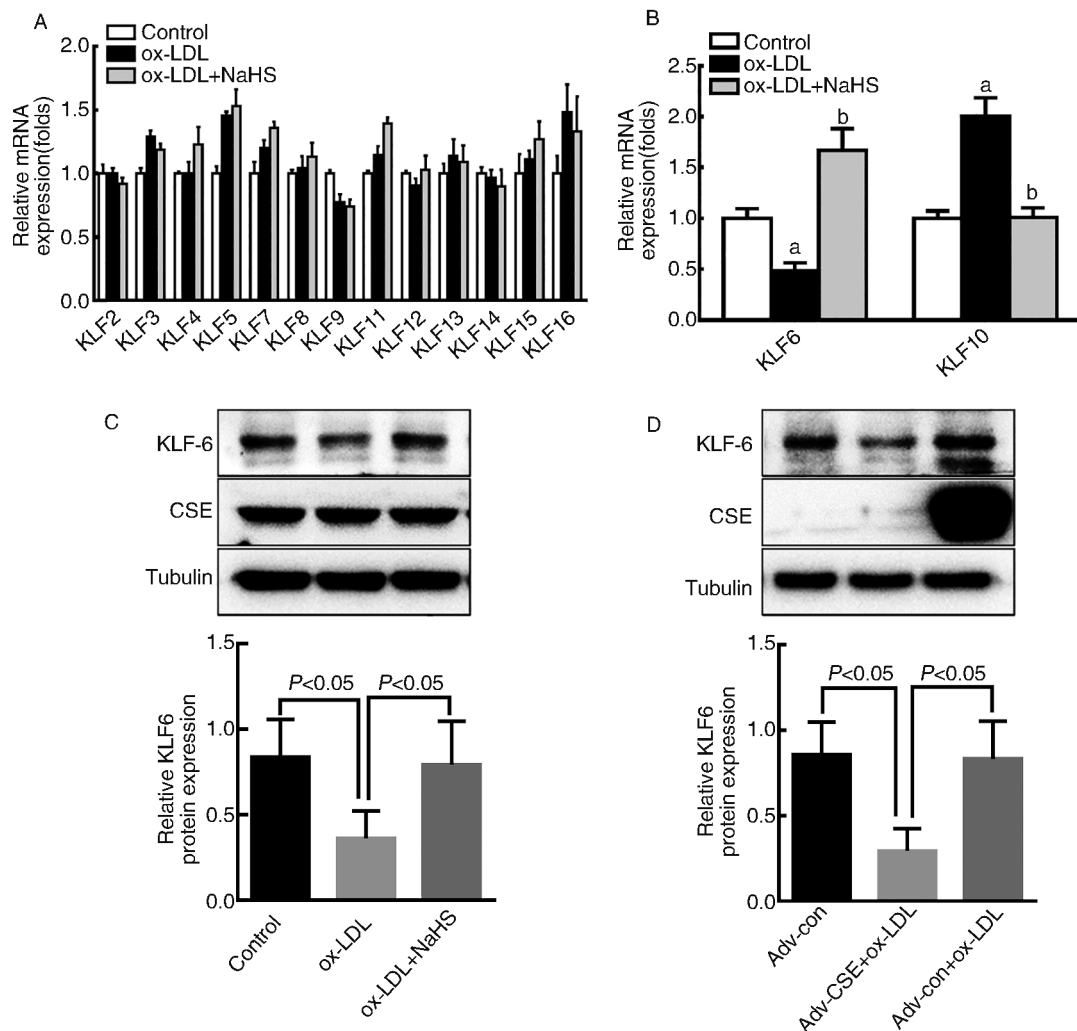 A
Control
ox-LDL
ox-LDL+NaHS
Relative mRNA
expression(folds)
2.0
1.5
1.0
0.5
0.0
KLF2
KLF3
KLF4
KLF5
KLF7
KLF8
KLF9
KLF11
KLF12
KLF13
KLF14
KLF15
KLF16
B
Control
ox-LDL
ox-LDL+NaHS
Relative mRNA
expression(folds)
2.5
2.0
1.5
1.0
0.5
0.0
a
b
a
b
KLF6
KLF10
C
KLF-6
CSE
Tubulin
Relative KLF6
protein expression
1.5
1.0
0.5
0.0
P<0.05
P<0.05
Control
ox-LDL
ox-LDL+NaHS
D
KLF-6
CSE
Tubulin
Relative KLF6
protein expression
1.5
1.0
0.5
0.0
P<0.05
P<0.05
Adv-con
Adv-CSE+ox-LDL
Adv-con+ox-LDL